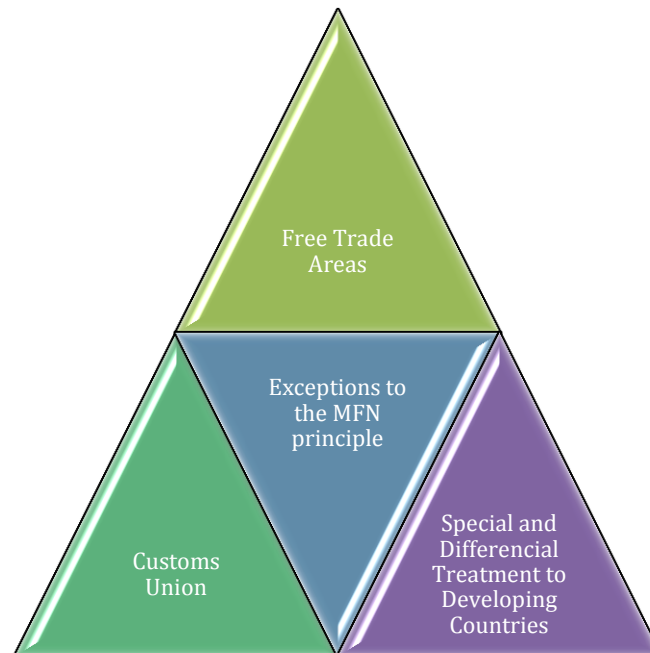 Free Trade
Areas
Exceptions to
the MFN
principle
Customs
Union
Special and
Differencial
Treatment to
Developing
Countries